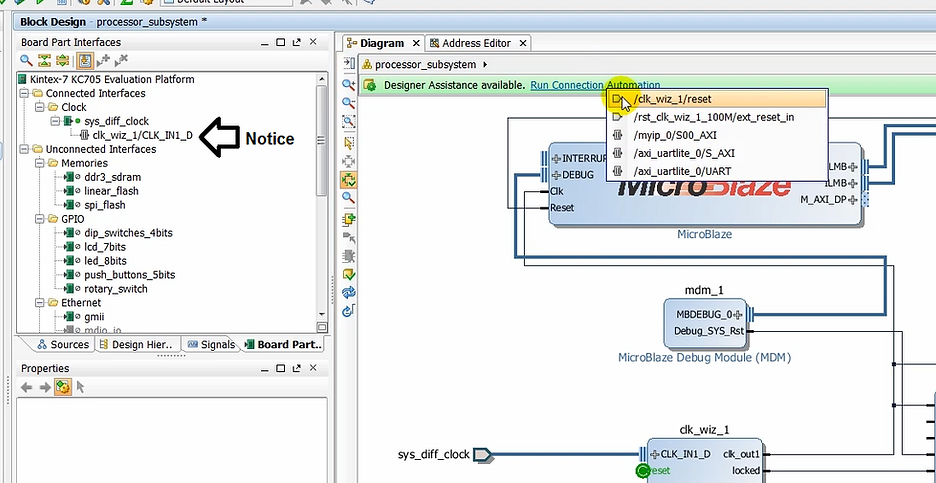 Default Layout
Block Design - processor_subsystem *
Board Part Interfaces
Kintex-7 KC705 Evaluation Platform
Connected Interfaces
Clock
sys_diff_clock
clk_wiz_1/CLK_IN1_D
Notice
Unconnected Interfaces
Memories
ddr3_sdram
linear_flash
spi_flash
GPIO
dip_switches_4bits
lcd_7bits
led_8bits
push_buttons_5bits
rotary_switch
Ethernet
gmii
mdio_io
Sources
Design Hier..
Signals
Board Part..
Properties
Diagram
Address Editor
processor_subsystem
Designer Assistance available. Run Connection Automation
/clk_wiz_1/reset
/rst_clk_wiz_1_100M/ext_reset_in
/myip_0/S00_AXI
/axi_uartlite_0/S_AXI
/axi_uartlite_0/UART
INTERRUP
DEBUG
Clk
Reset
MicroBlaze
LMB
ILMB
M_AXI_DP
MicroBlaze
mdm_1
MBDEBUG_0
Debug_SYS_Rst
MicroBlaze Debug Module (MDM)
clk_wiz_1
sys_diff_clock
CLK_IN1_D
clk_out1
reset
locked